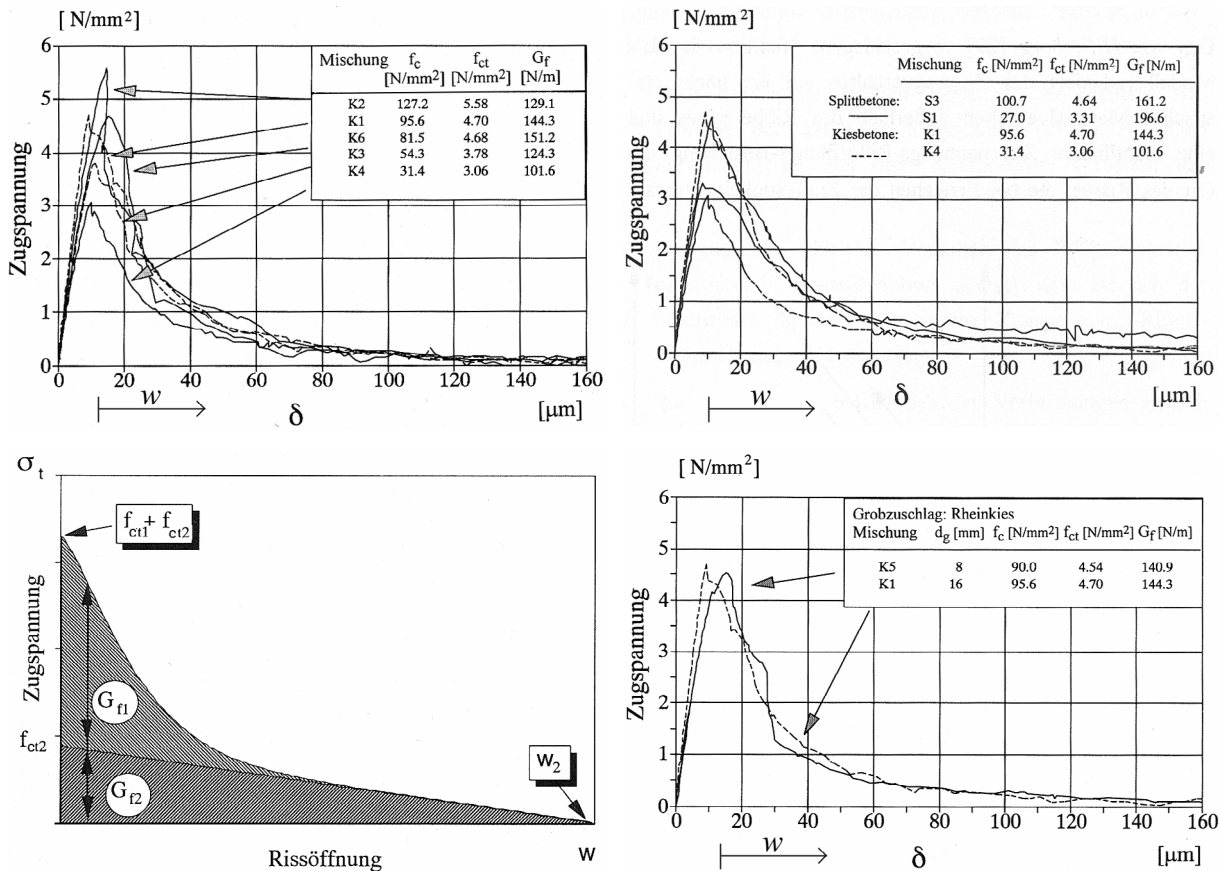 [ N/mm²]
6
5
4
3
2
1
0
Zugspannung
Mischung f_c f_ct G_f
[N/mm²] [N/mm²] [N/m]
K2 127.2 5.58 129.1
K1 95.6 4.70 144.3
K6 81.5 4.68 151.2
K3 54.3 3.78 124.3
K4 31.4 3.06 101.6
0 20 40 60 80 100 120 140 160
w δ [µm]
[ N/mm²]
6
5
4
3
2
1
0
Zugspannung
Mischung f_c [N/mm²] f_ct [N/mm²] G_f [N/m]
Splittbetone: S3 100.7 4.64 161.2
S1 27.0 3.31 196.6
Kiesbetone: K1 95.6 4.70 144.3
K4 31.4 3.06 101.6
0 20 40 60 80 100 120 140 160
w δ [µm]
σ_t
f_ct1 + f_ct2
Zugspannung
G_f1
f_ct2
G_f2
w_2
Rissöffnung w
[ N/mm²]
6
5
4
3
2
1
0
Zugspannung
Grobzuschlag: Rheinkies
Mischung d_g [mm] f_c [N/mm²] f_ct [N/mm²] G_f [N/m]
K5 8 90.0 4.54 140.9
K1 16 95.6 4.70 144.3
0 20 40 60 80 100 120 140 160
w δ [µm]